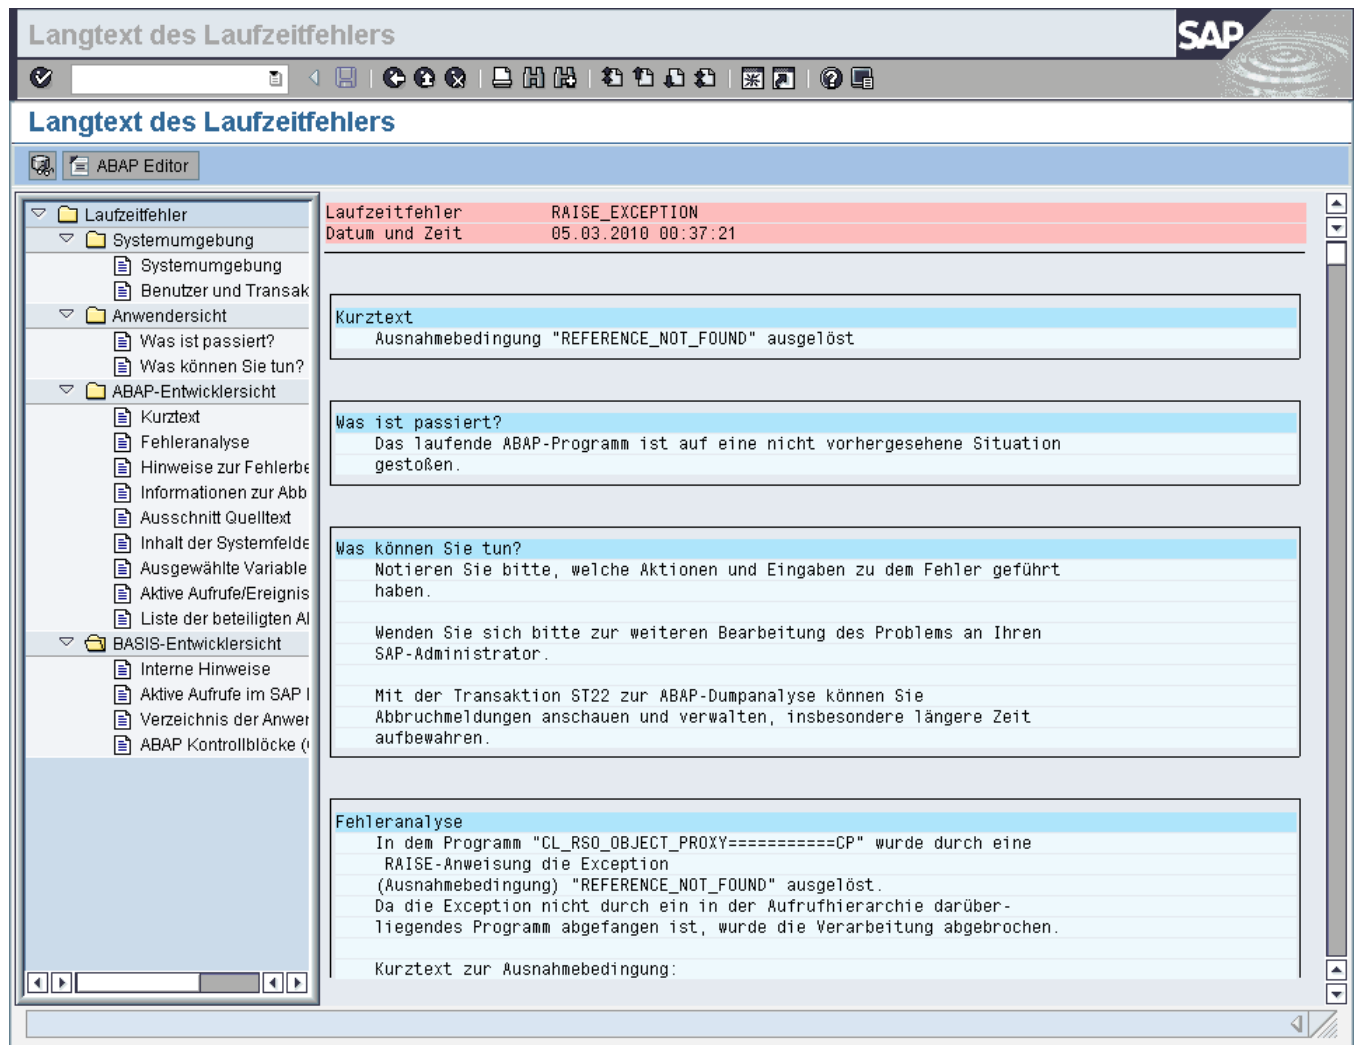 Langtext des Laufzeitfehlers
SAP
Langtext des Laufzeitfehlers
ABAP Editor
Laufzeitfehler
Systemumgebung
Systemumgebung
Benutzer und Transak
Anwendersicht
Was ist passiert?
Was können Sie tun?
ABAP-Entwicklersicht
Kurztext
Fehleranalyse
Hinweise zur Fehlerbe
Informationen zur Abb
Ausschnitt Quelltext
Inhalt der Systemfelde
Ausgewählte Variable
Aktive Aufrufe/Ereignis
Liste der beteiligten Al
BASIS-Entwicklersicht
Interne Hinweise
Aktive Aufrufe im SAP
Verzeichnis der Anwer
ABAP Kontrollblöcke (
Laufzeitfehler RAISE_EXCEPTION
Datum und Zeit 05.03.2010 00:37:21
Kurztext
Ausnahmebedingung "REFERENCE_NOT_FOUND" ausgelöst
Was ist passiert?
Das laufende ABAP-Programm ist auf eine nicht vorhergesehene Situation
gestoßen.
Was können Sie tun?
Notieren Sie bitte, welche Aktionen und Eingaben zu dem Fehler geführt
haben.
Wenden Sie sich bitte zur weiteren Bearbeitung des Problems an Ihren
SAP-Administrator.
Mit der Transaktion ST22 zur ABAP-Dumpanalyse können Sie
Abbruchmeldungen anschauen und verwalten, insbesondere längere Zeit
aufbewahren.
Fehleranalyse
In dem Programm "CL_RSO_OBJECT_PROXY===========CP" wurde durch eine
RAISE-Anweisung die Exception
(Ausnahmebedingung) "REFERENCE_NOT_FOUND" ausgelöst.
Da die Exception nicht durch ein in der Aufrufhierarchie darüber-
liegendes Programm abgefangen ist, wurde die Verarbeitung abgebrochen.
Kurztext zur Ausnahmebedingung: